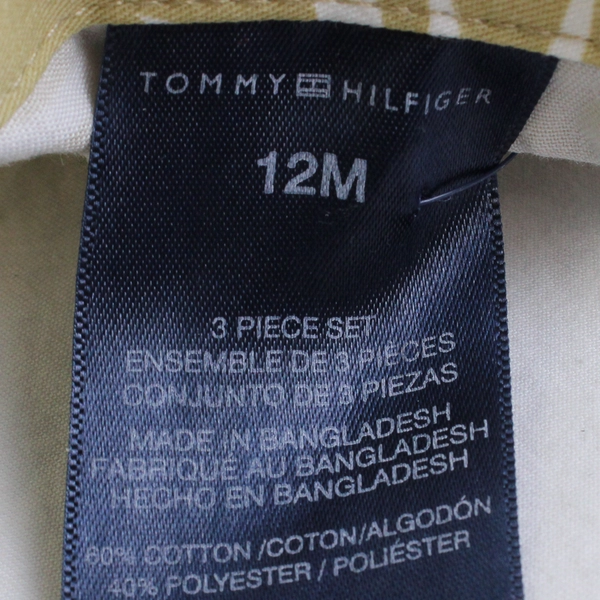 TOMMY HILFIGER
12M
3 PIECE SET
ENSEMBLE DE 3 PIÈCES
CONJUNTO DE 3 PIEZAS
MADE IN BANGLADESH
FABRIQUÉ AU BANGLADESH
HECHO EN BANGLADESH
60% COTTON /COTON/ALGODÓN
40% POLYESTER / POLIÉSTER